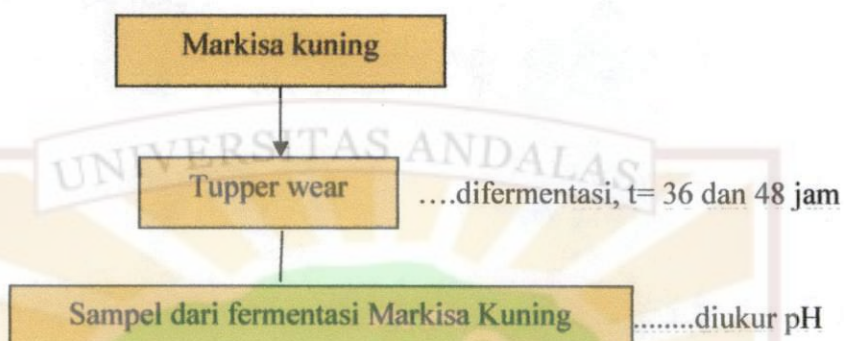 Markisa kuning
UNIVERSITAS ANDALAS
Tupper wear ....difermentasi, t= 36 dan 48 jam
Sampel dari fermentasi Markisa Kuning ........diukur pH